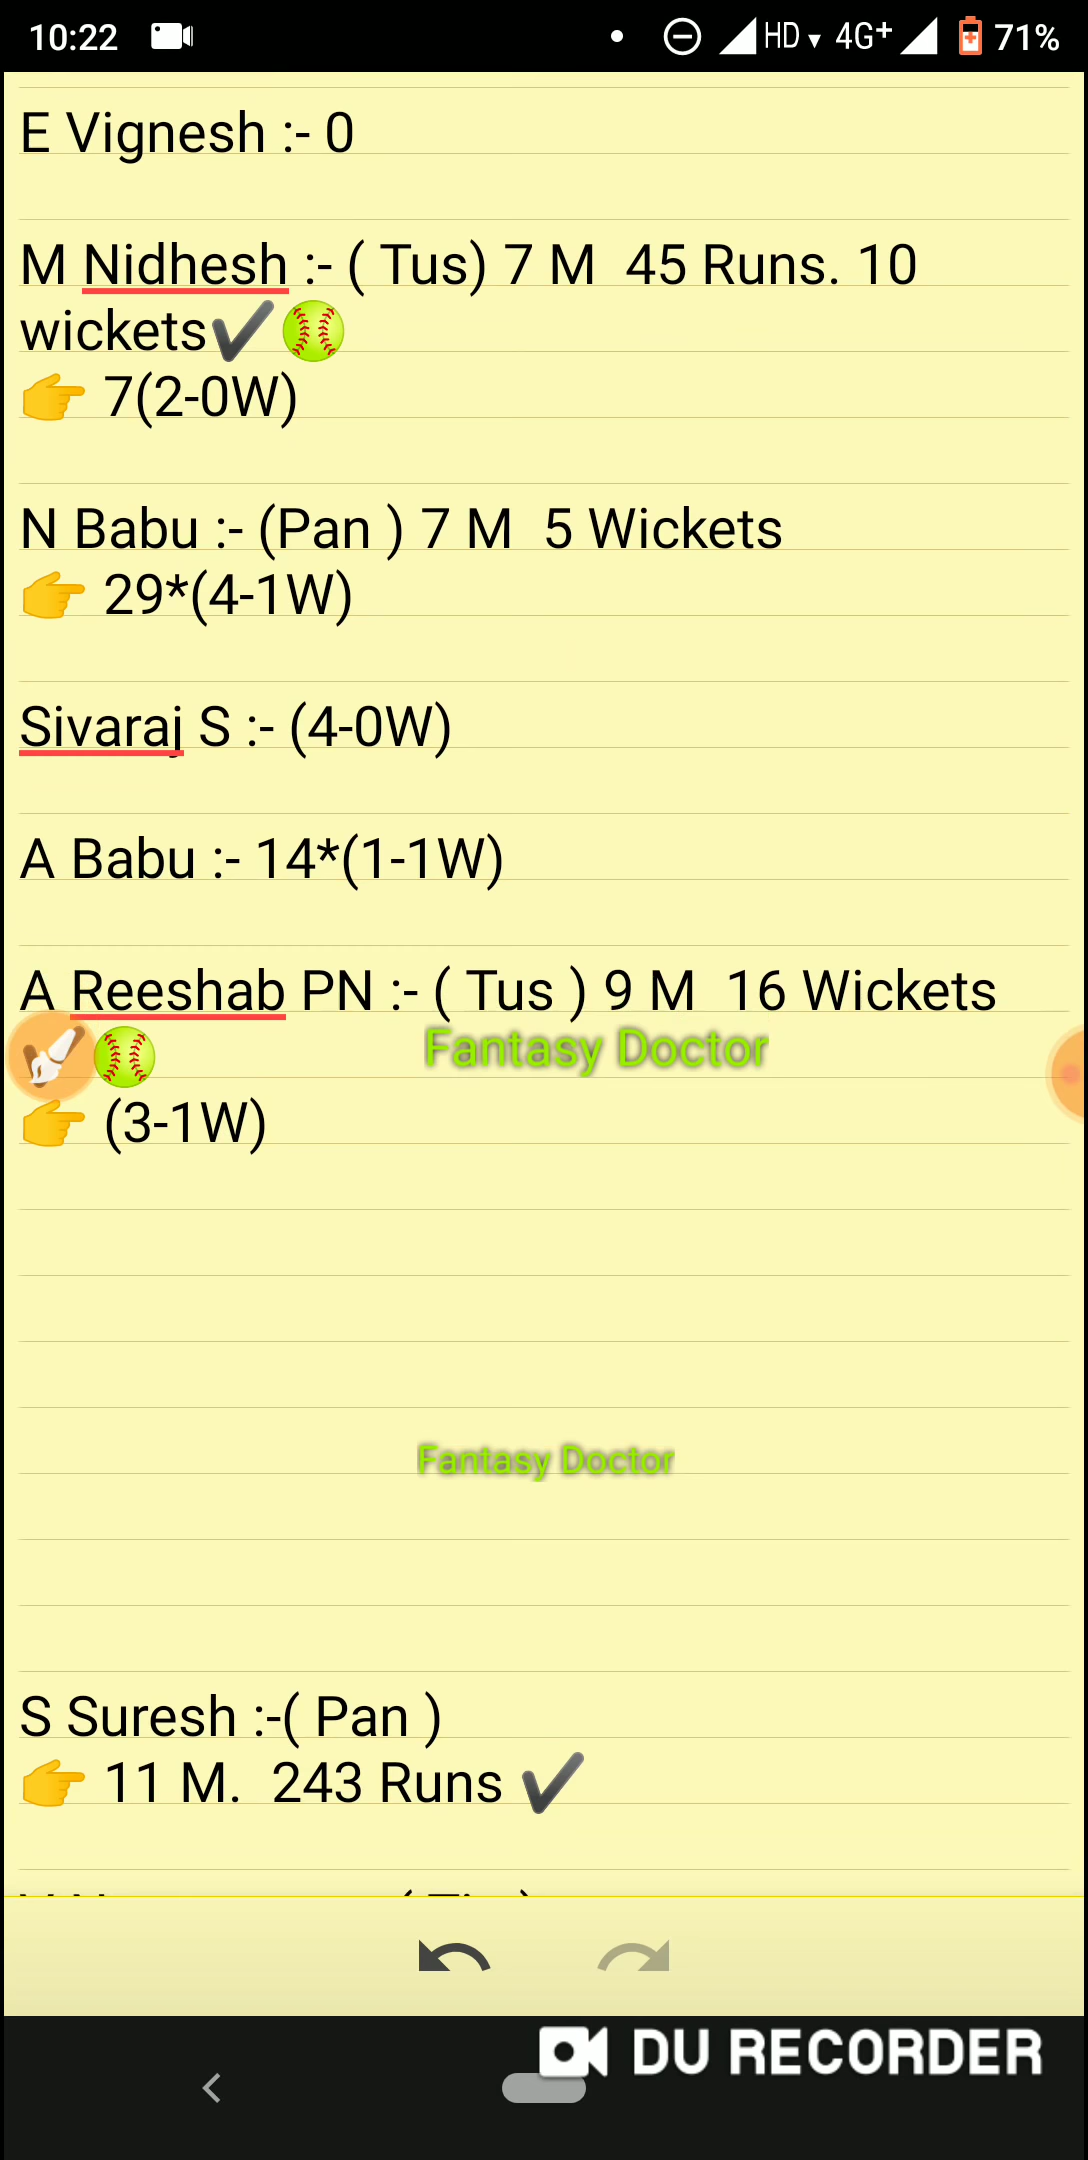 10:22 HD 4G+ 71%
E Vignesh :- 0
M Nidhesh :- ( Tus) 7 M  45 Runs. 10
wickets✔️🥎
👉 7(2-0W)
N Babu :- (Pan ) 7 M  5 Wickets
👉 29*(4-1W)
Sivaraj S :- (4-0W)
A Babu :- 14*(1-1W)
A Reeshab PN :- ( Tus ) 9 M  16 Wickets
🥎 Fantasy Doctor
👉 (3-1W)
Fantasy Doctor
S Suresh :-( Pan )
👉 11 M.  243 Runs ✔️
DU RECORDER